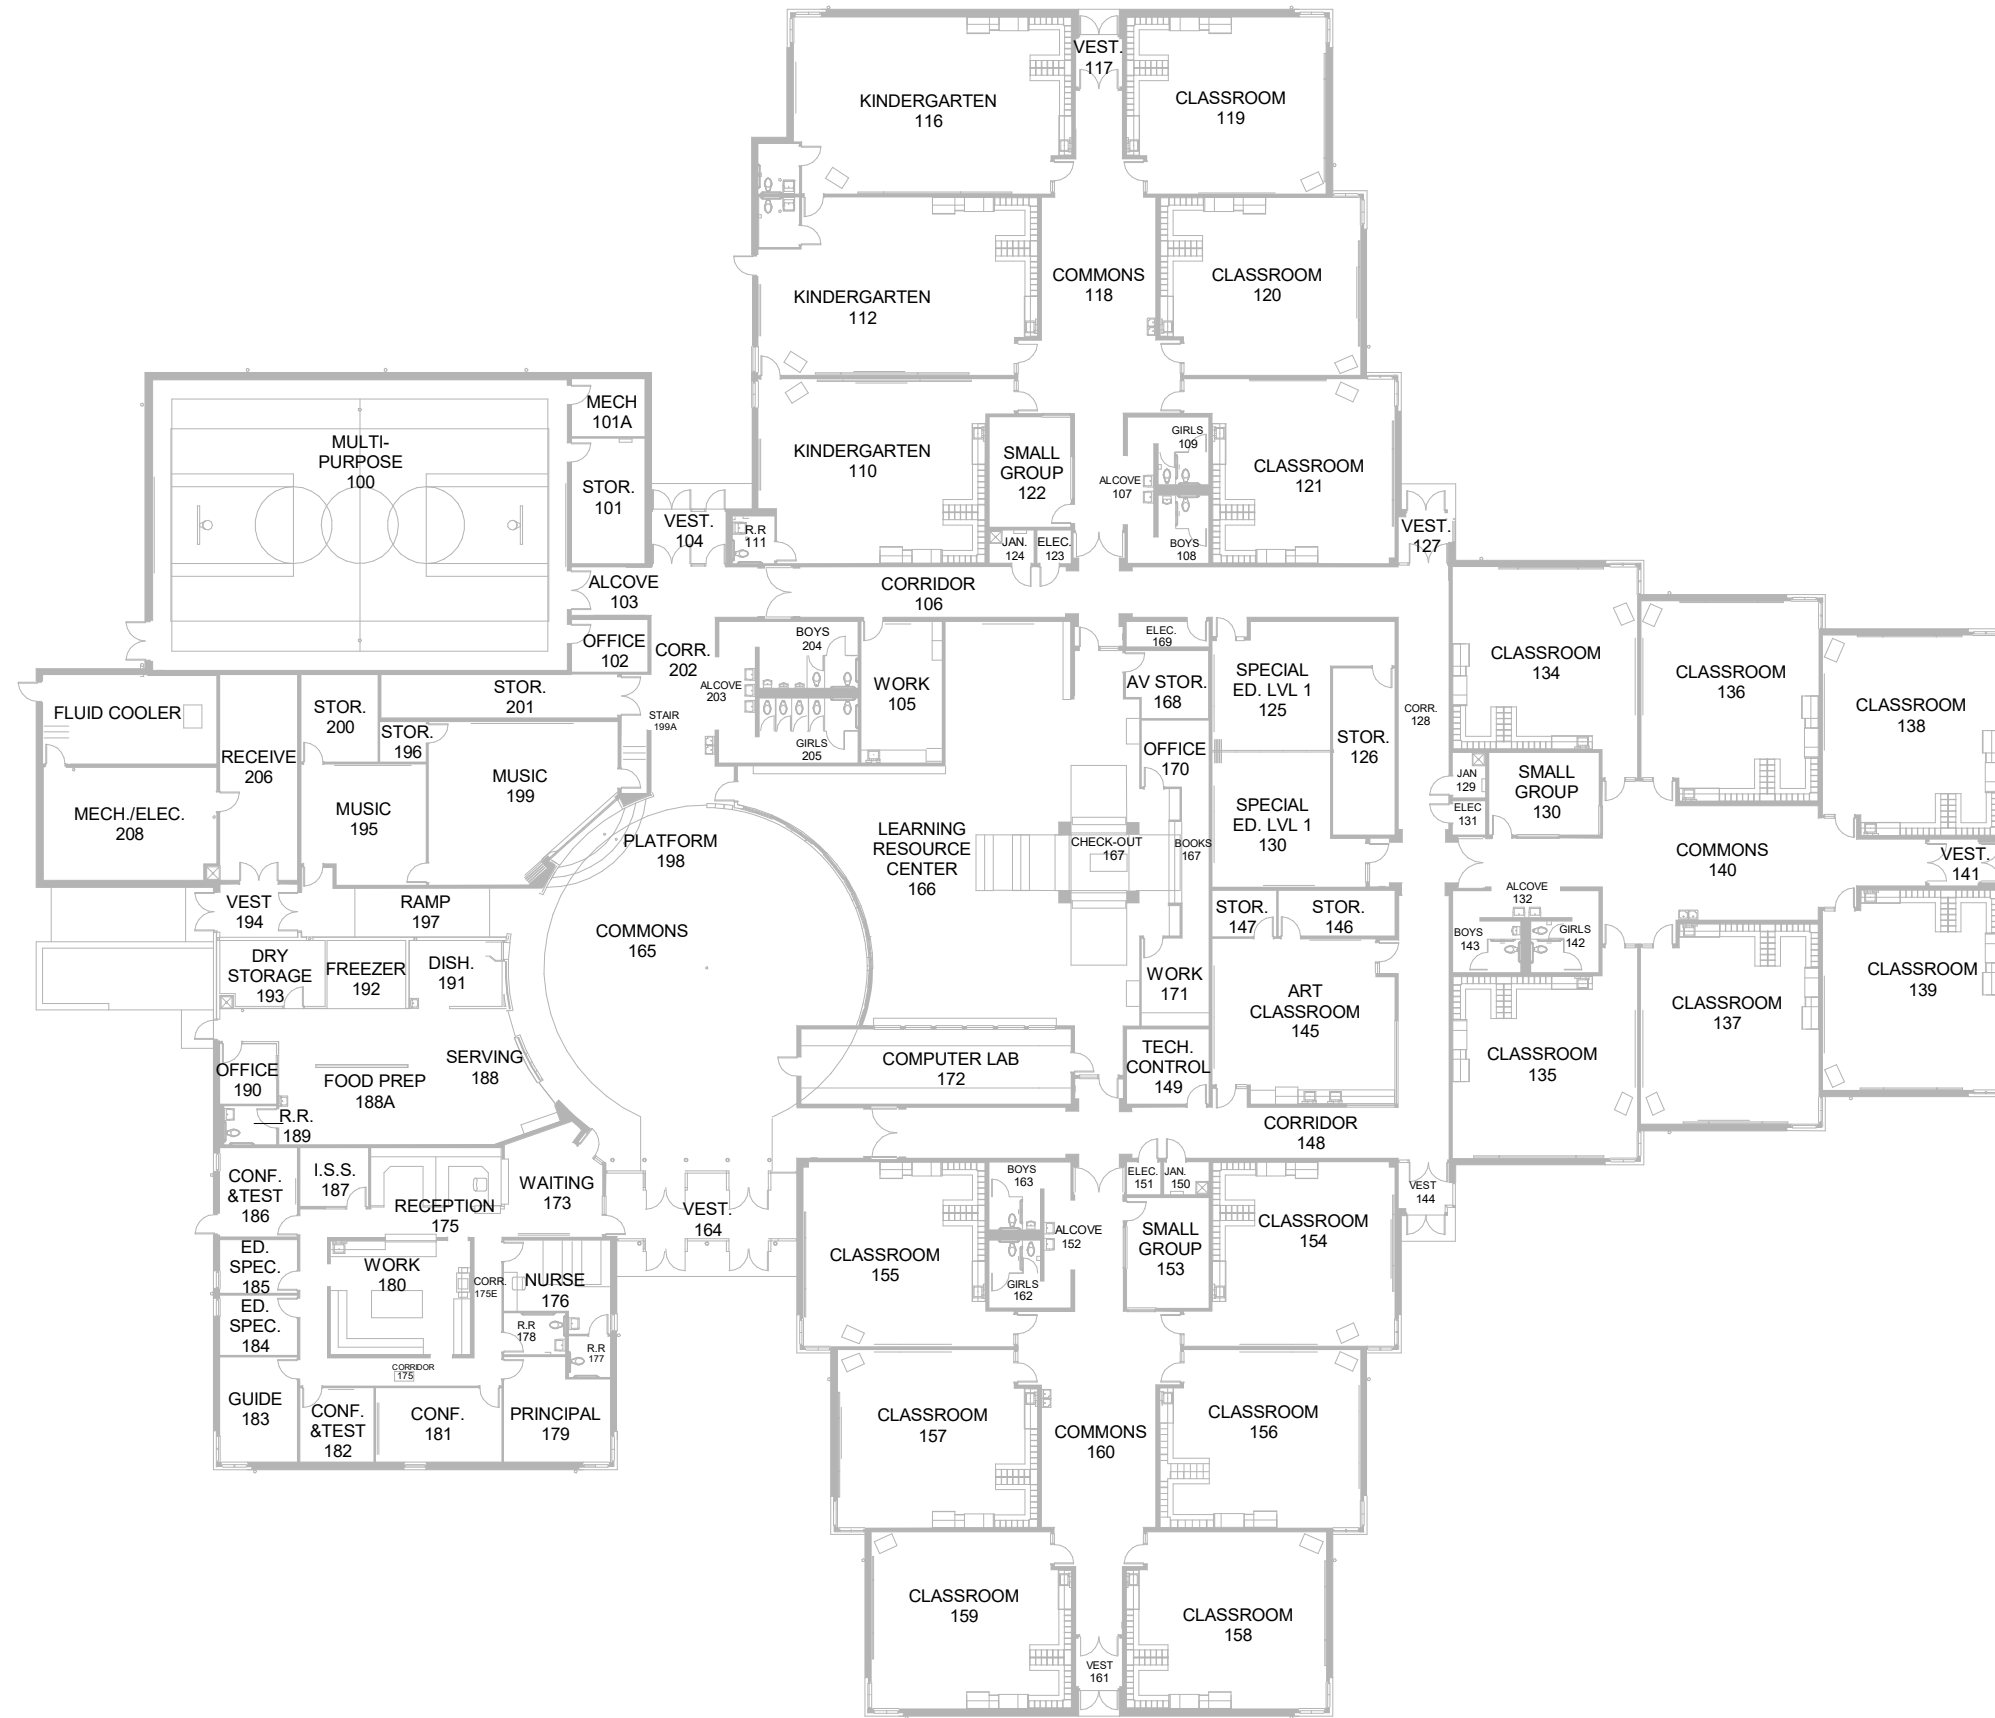 VEST.
117
KINDERGARTEN
116
CLASSROOM
119
COMMONS
118
CLASSROOM
120
KINDERGARTEN
112
MECH
101A
MULTI-
PURPOSE
100
STOR.
101
KINDERGARTEN
110
SMALL
GROUP
122
ALCOVE
107
GIRLS
109
CLASSROOM
121
BOYS
108
VEST.
104
R.R
111
JAN.
124
ELEC.
123
VEST.
127
ALCOVE
103
CORRIDOR
106
OFFICE
102
CORR.
202
BOYS
204
ELEC.
169
ALCOVE
203
WORK
105
AV STOR.
168
SPECIAL
ED. LVL 1
125
CLASSROOM
134
CLASSROOM
136
CLASSROOM
138
FLUID COOLER
STOR.
200
STOR.
201
STAIR
199A
CORR.
128
STOR.
196
GIRLS
205
OFFICE
170
STOR.
126
RECEIVE
206
MUSIC
199
JAN
129
SMALL
GROUP
130
MECH./ELEC.
208
MUSIC
195
SPECIAL
ED. LVL 1
130
ELEC
131
PLATFORM
198
LEARNING
RESOURCE
CENTER
166
CHECK-OUT
167
BOOKS
167
COMMONS
140
VEST.
141
VEST
194
RAMP
197
STOR.
147
STOR.
146
ALCOVE
132
COMMONS
165
BOYS
143
GIRLS
142
DRY
STORAGE
193
FREEZER
192
DISH.
191
WORK
171
ART
CLASSROOM
145
CLASSROOM
137
CLASSROOM
139
OFFICE
190
FOOD PREP
188A
SERVING
188
COMPUTER LAB
172
TECH.
CONTROL
149
CLASSROOM
135
R.R.
189
CORRIDOR
148
CONF.
&TEST
186
I.S.S.
187
RECEPTION
175
WAITING
173
VEST.
164
BOYS
163
ELEC.
151
JAN.
150
VEST
144
ALCOVE
152
SMALL
GROUP
153
CLASSROOM
154
CLASSROOM
155
GIRLS
162
ED.
SPEC.
185
WORK
180
CORR.
175E
NURSE
176
ED.
SPEC.
184
R.R
178
R.R
177
CORRIDOR
175
GUIDE
183
CONF.
&TEST
182
CONF.
181
PRINCIPAL
179
CLASSROOM
157
COMMONS
160
CLASSROOM
156
CLASSROOM
159
CLASSROOM
158
VEST
161